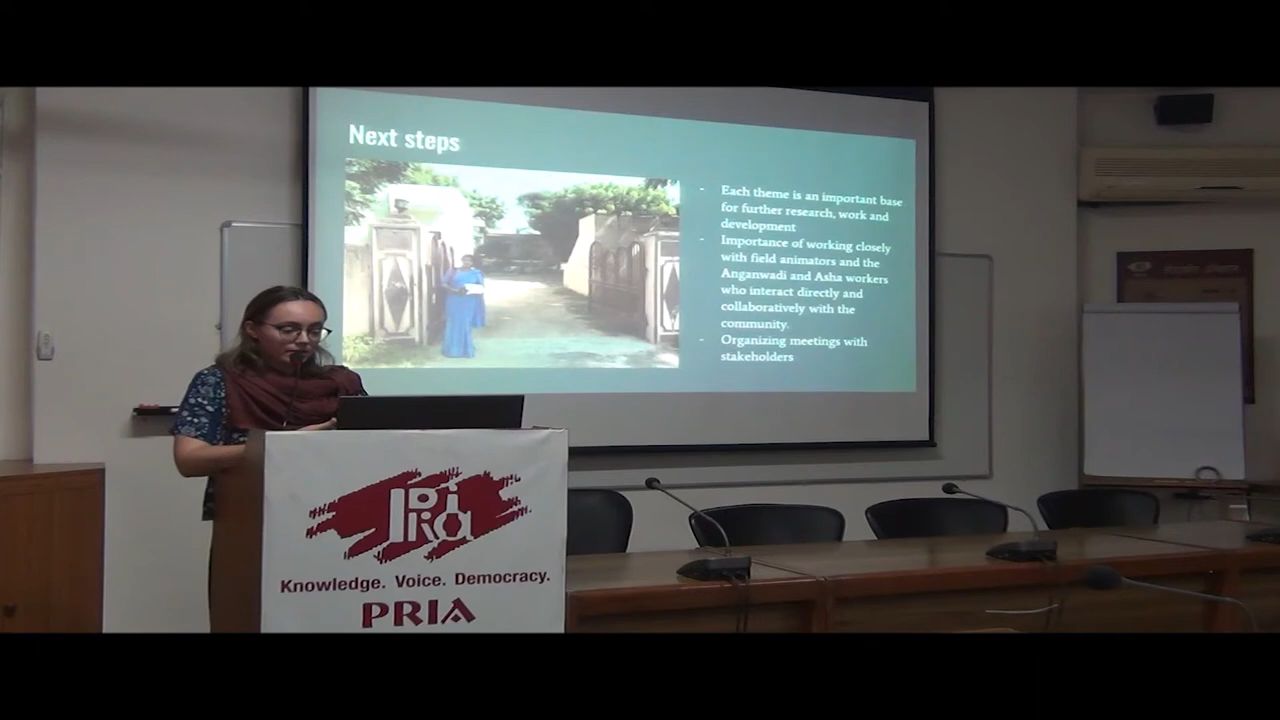 Next steps
- Each theme is an important base
for further research, work and
development
- Importance of working closely
with field animators and the
Anganwadi and Asha workers
who interact directly and
collaboratively with the
community.
- Organizing meetings with
stakeholders
Pria
Knowledge. Voice. Democracy.
PRIA